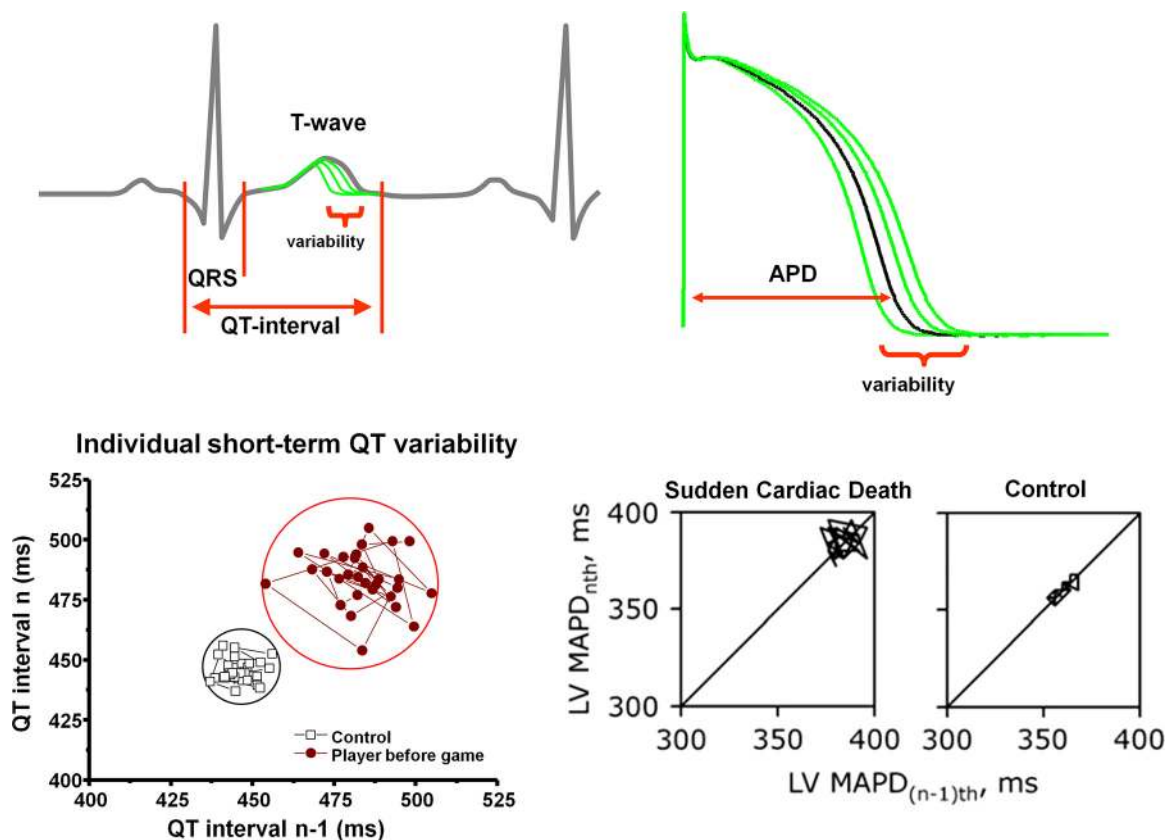 T-wave
variability
QRS
QT-interval
APD
variability
Individual short-term QT variability
525
500
475
450
425
400
400 425 450 475 500 525
QT interval n (ms)
QT interval n-1 (ms)
Control
Player before game
Sudden Cardiac Death
Control
400
350
300
300 350 400
300 350 400
LV MAPDnth, ms
LV MAPD(n-1)th, ms